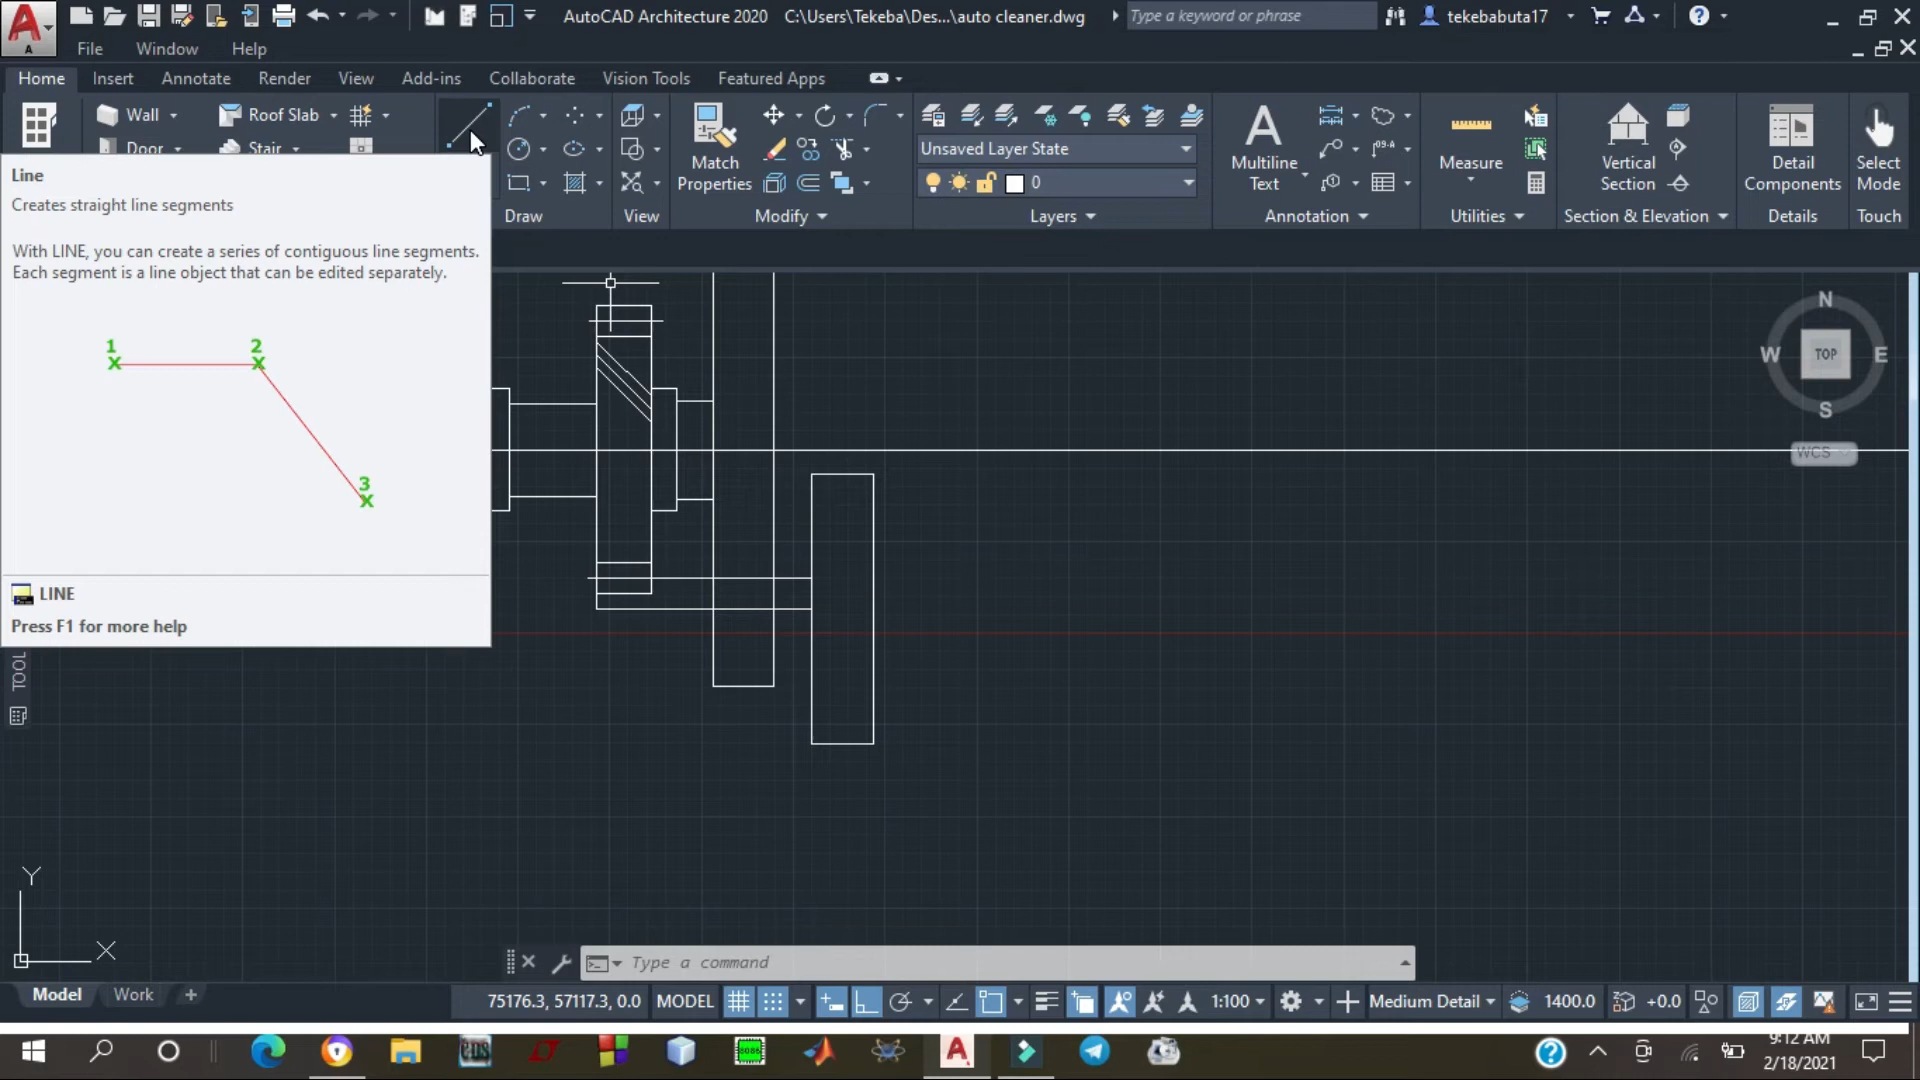 AutoCAD Architecture 2020 C:\Users\Tekeba\Des...\auto cleaner.dwg
Type a keyword or phrase
tekebabuta17
File Window Help
Home Insert Annotate Render View Add-ins Collaborate Vision Tools Featured Apps
Wall
Roof Slab
Door
Stair
Match
Properties
Unsaved Layer State
0
Multiline
Text
Measure
Vertical
Section
Detail
Components
Select
Mode
Draw
View
Modify
Layers
Annotation
Utilities
Section & Elevation
Details
Touch
Line
Creates straight line segments
With LINE, you can create a series of contiguous line segments.
Each segment is a line object that can be edited separately.
1
2
3
LINE
Press F1 for more help
TOOL
N
W
TOP
E
S
WCS
Y
X
Type a command
Model Work +
75176.3, 57117.3, 0.0 MODEL
1:100
Medium Detail
1400.0
+0.0
9:12 AM
2/18/2021